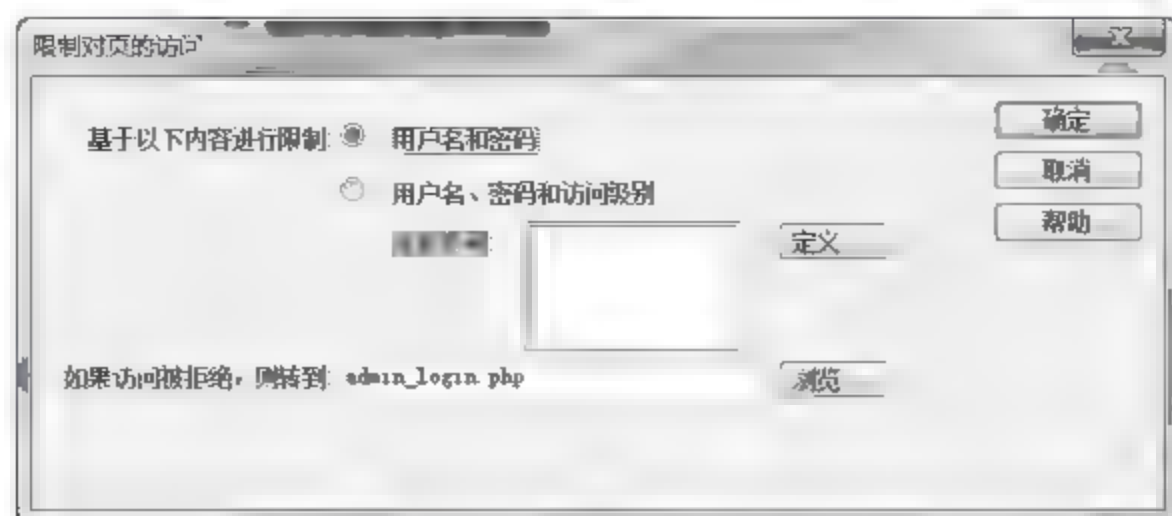 限制对页的访问
基于以下内容进行限制: 用户名和密码
用户名、密码和访问级别
定义
如果访问被拒绝，则转到: admin_login.php
浏览
确定
取消
帮助